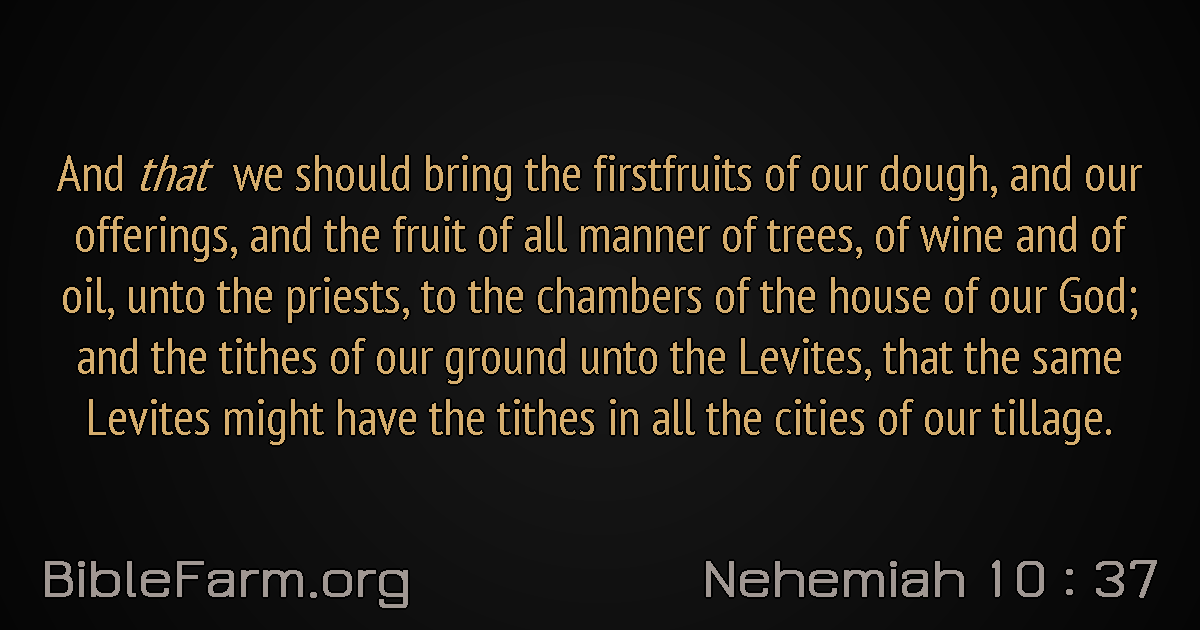 And that we should bring the firstfruits of our dough, and our
offerings, and the fruit of all manner of trees, of wine and of
oil, unto the priests, to the chambers of the house of our God;
and the tithes of our ground unto the Levites, that the same
Levites might have the tithes in all the cities of our tillage.
BibleFarm.org
Nehemiah 10 : 37